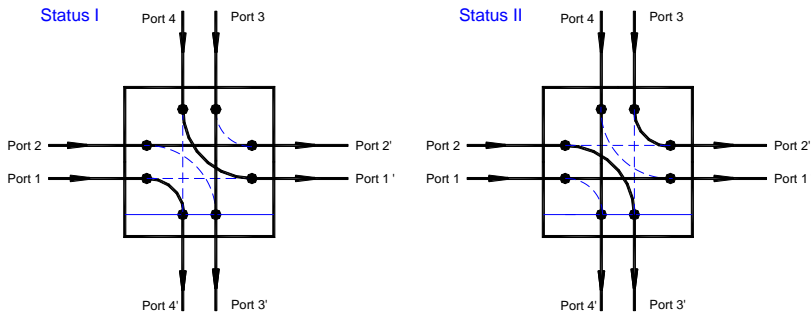 Status I
Port 4
Port 3
Port 2
Port 2'
Port 1
Port 1 '
Port 4'
Port 3'
Status II
Port 4
Port 3
Port 2
Port 2'
Port 1
Port 1
Port 4'
Port 3'